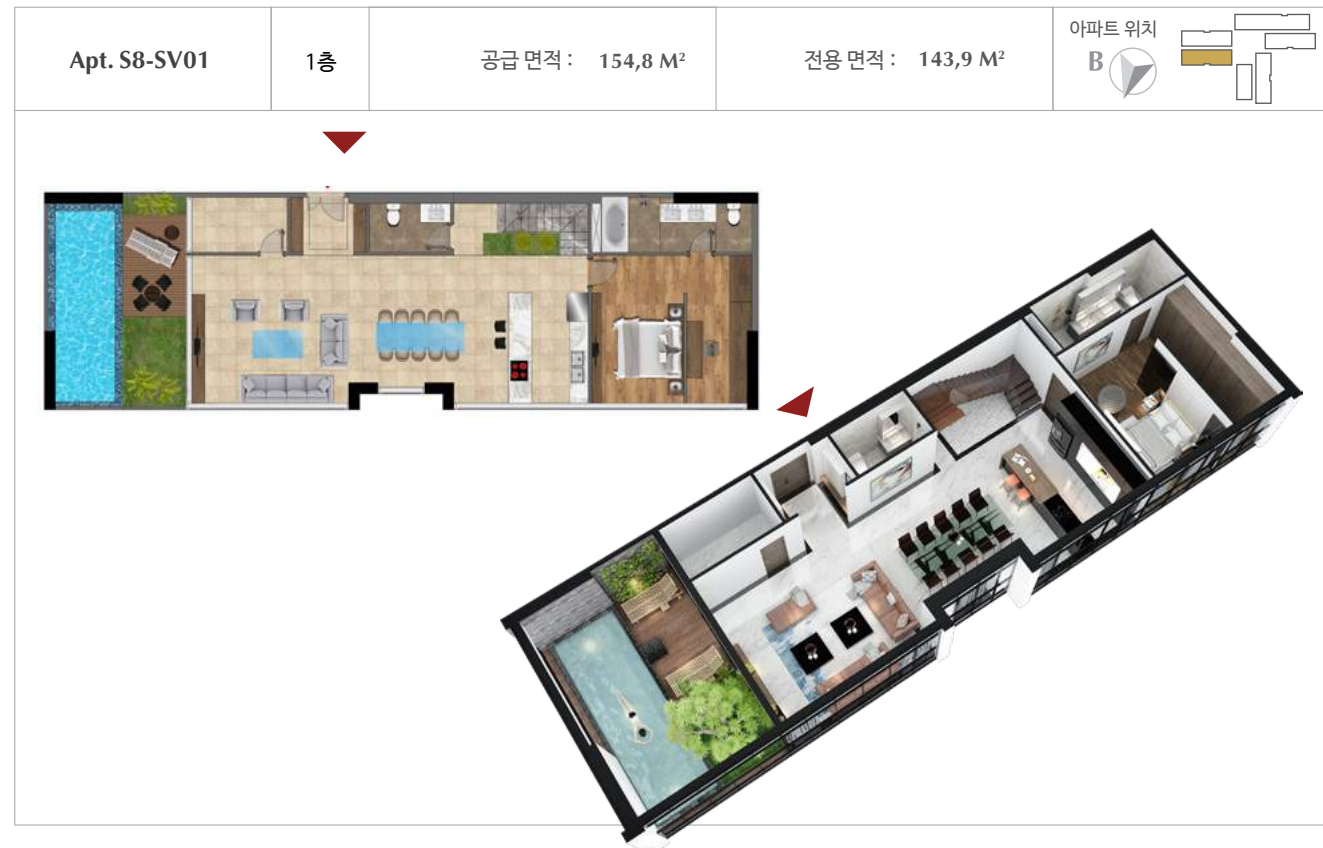 Apt. S8-SV01
1층
공급 면적 : 154,8 M²
전용 면적 : 143,9 M²
아파트 위치
B